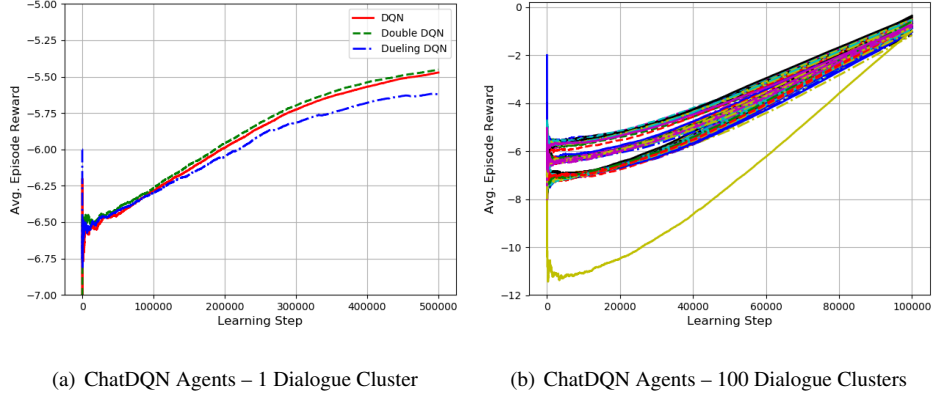 −5.00
−5.25
−5.50
−5.75
−6.00
−6.25
−6.50
−6.75
−7.00
Avg. Episode Reward
DQN
Double DQN
Dueling DQN
0 100000 200000 300000 400000 500000
Learning Step
(a) ChatDQN Agents – 1 Dialogue Cluster
0
−2
−4
−6
−8
−10
−12
Avg. Episode Reward
0 20000 40000 60000 80000 100000
Learning Step
(b) ChatDQN Agents – 100 Dialogue Clusters